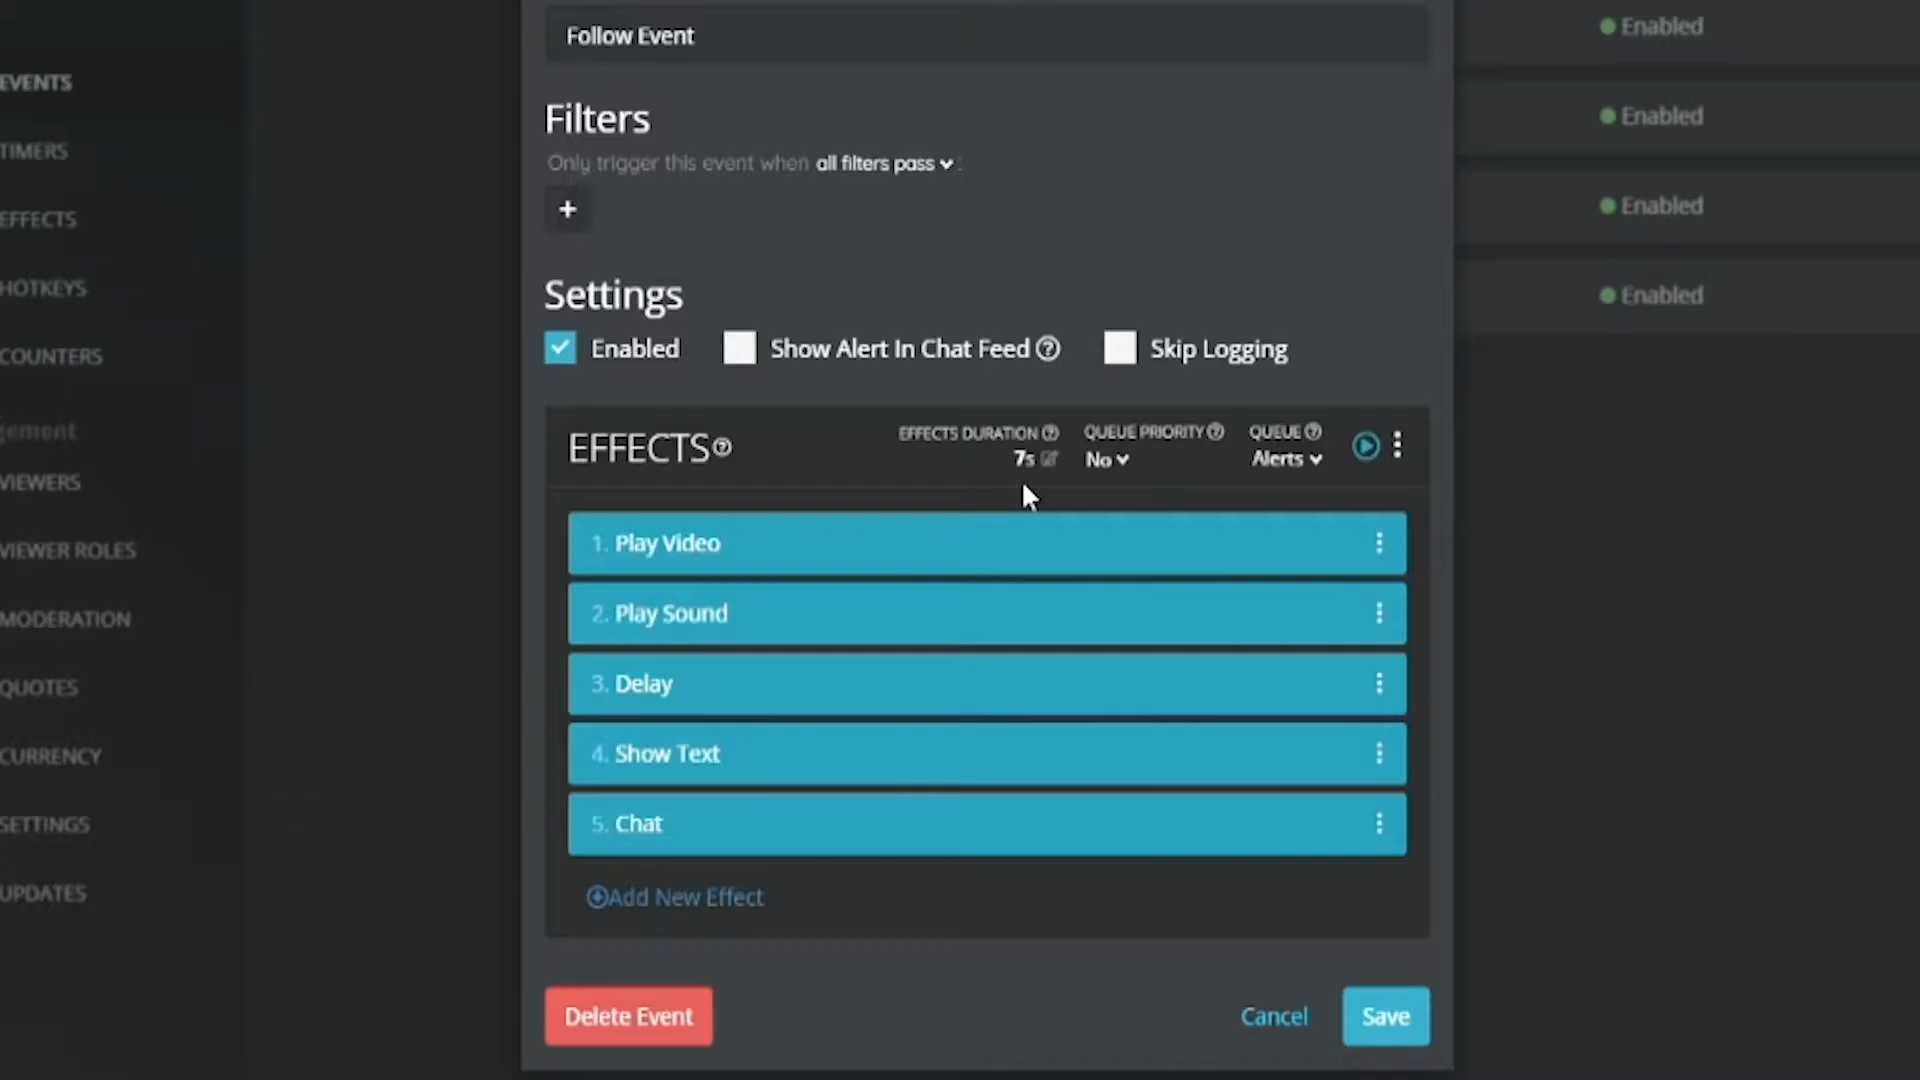 EVENTS
TIMERS
EFFECTS
HOTKEYS
COUNTERS
gement
VIEWERS
VIEWER ROLES
MODERATION
QUOTES
CURRENCY
SETTINGS
UPDATES
Follow Event
Filters
Only trigger this event when all filters pass :
+
Settings
Enabled Show Alert In Chat Feed ? Skip Logging
EFFECTS ? EFFECTS DURATION ? QUEUE PRIORITY ? QUEUE ?
7s No Alerts
1. Play Video
2. Play Sound
3. Delay
4. Show Text
5. Chat
Add New Effect
Delete Event Cancel Save
Enabled
Enabled
Enabled
Enabled